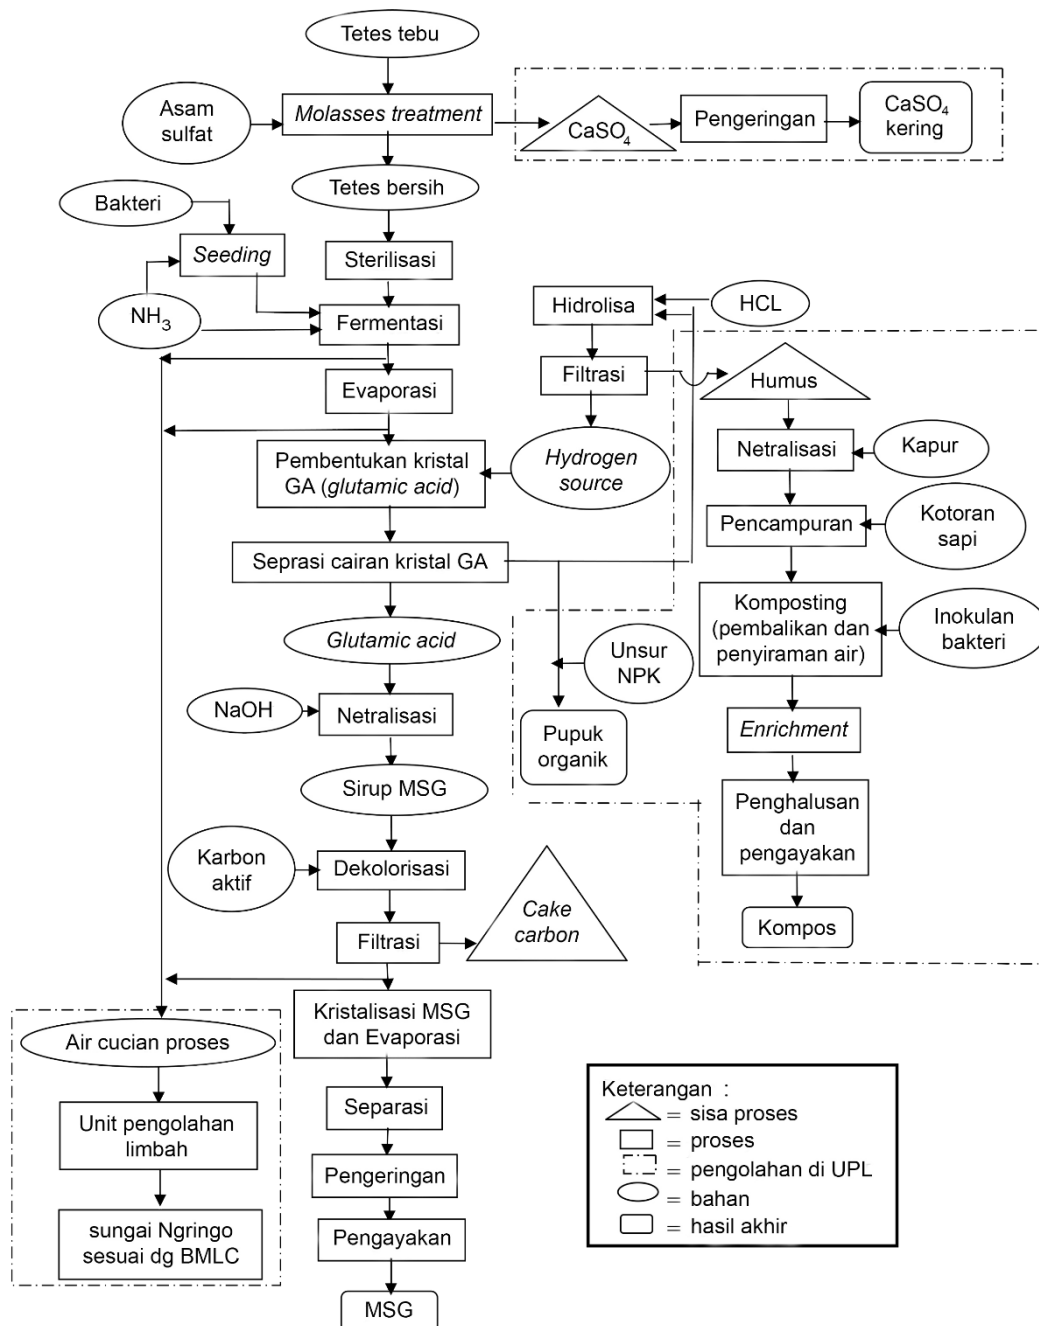 Tetes tebu
Asam
sulfat
Molasses treatment
CaSO4
Pengeringan
CaSO4
kering
Tetes bersih
Bakteri
Seeding
Sterilisasi
NH3
Fermentasi
Hidrolisa
HCL
Evaporasi
Filtrasi
Humus
Pembentukan kristal
GA (glutamic acid)
Hydrogen
source
Netralisasi
Kapur
Pencampuran
Kotoran
sapi
Seprasi cairan kristal GA
Komposting
(pembalikan dan
penyiraman air)
Inokulan
bakteri
Glutamic acid
Unsur
NPK
NaOH
Netralisasi
Pupuk
organik
Enrichment
Sirup MSG
Penghalusan
dan
pengayakan
Karbon
aktif
Dekolorisasi
Cake
carbon
Filtrasi
Kompos
Kristalisasi MSG
dan Evaporasi
Air cucian proses
Separasi
Unit pengolahan
limbah
Pengeringan
sungai Ngringo
sesuai dg BMLC
Pengayakan
MSG
Keterangan :
= sisa proses
= proses
= pengolahan di UPL
= bahan
= hasil akhir